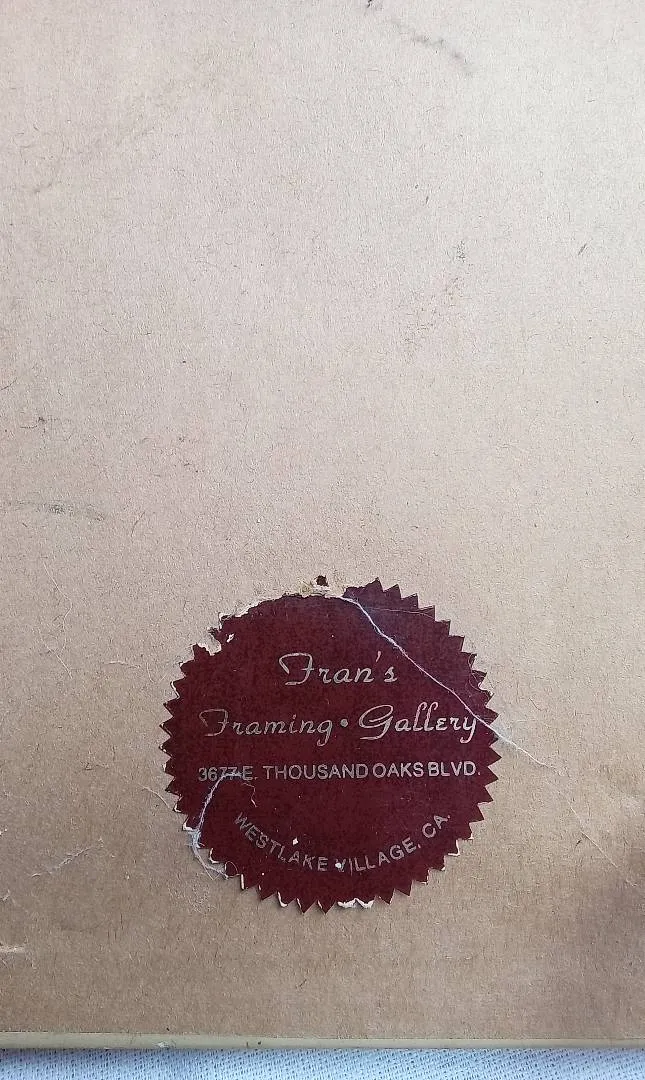 Fran's
Framing • Gallery
3677 E. THOUSAND OAKS BLVD.
WESTLAKE VILLAGE, CA.